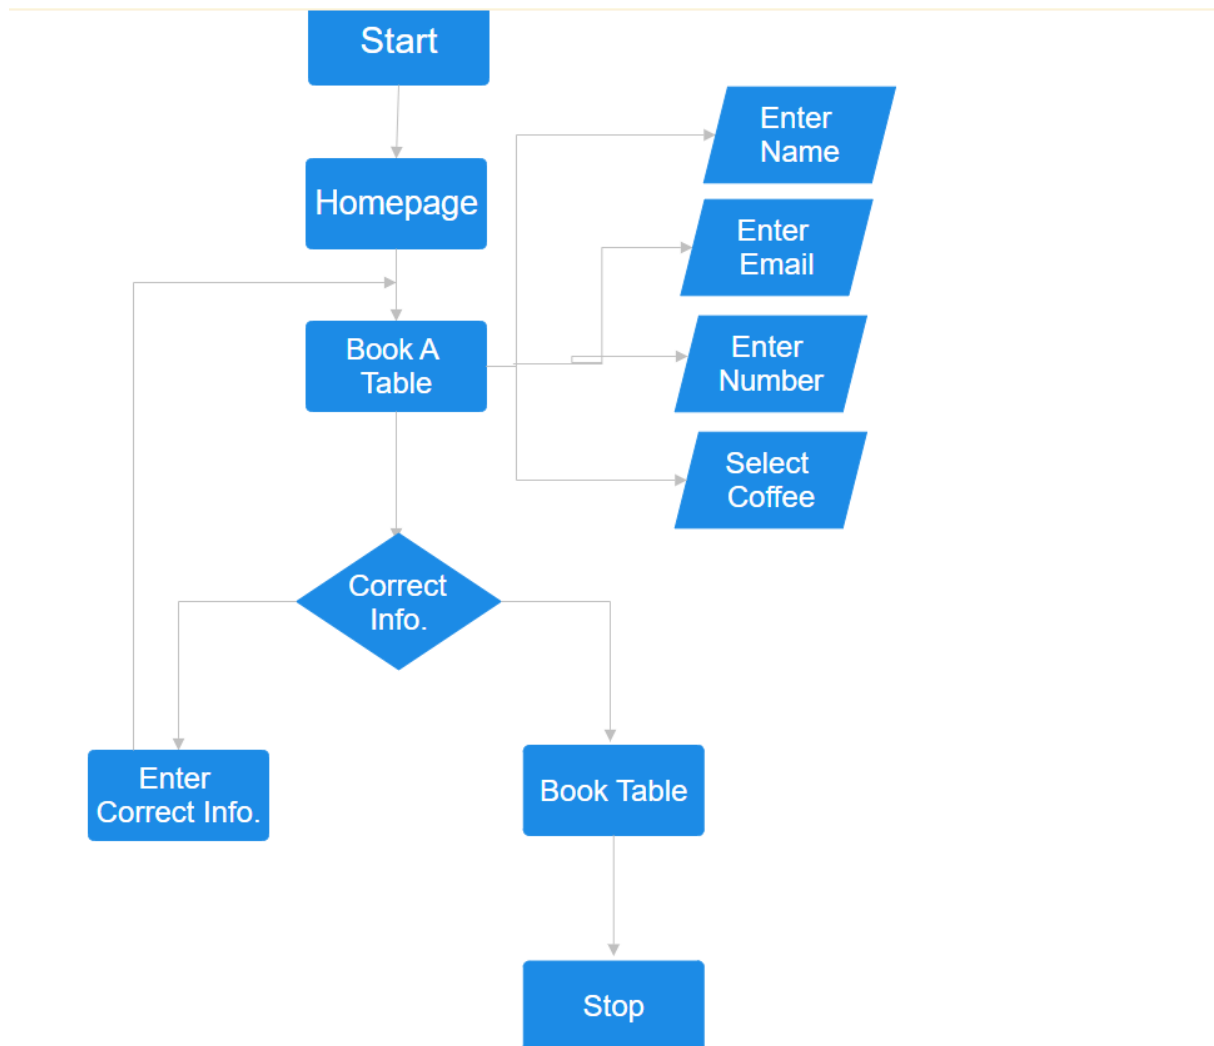 Start
Homepage
Book A
Table
Enter
Name
Enter
Email
Enter
Number
Select
Coffee
Correct
Info.
Enter
Correct Info.
Book Table
Stop